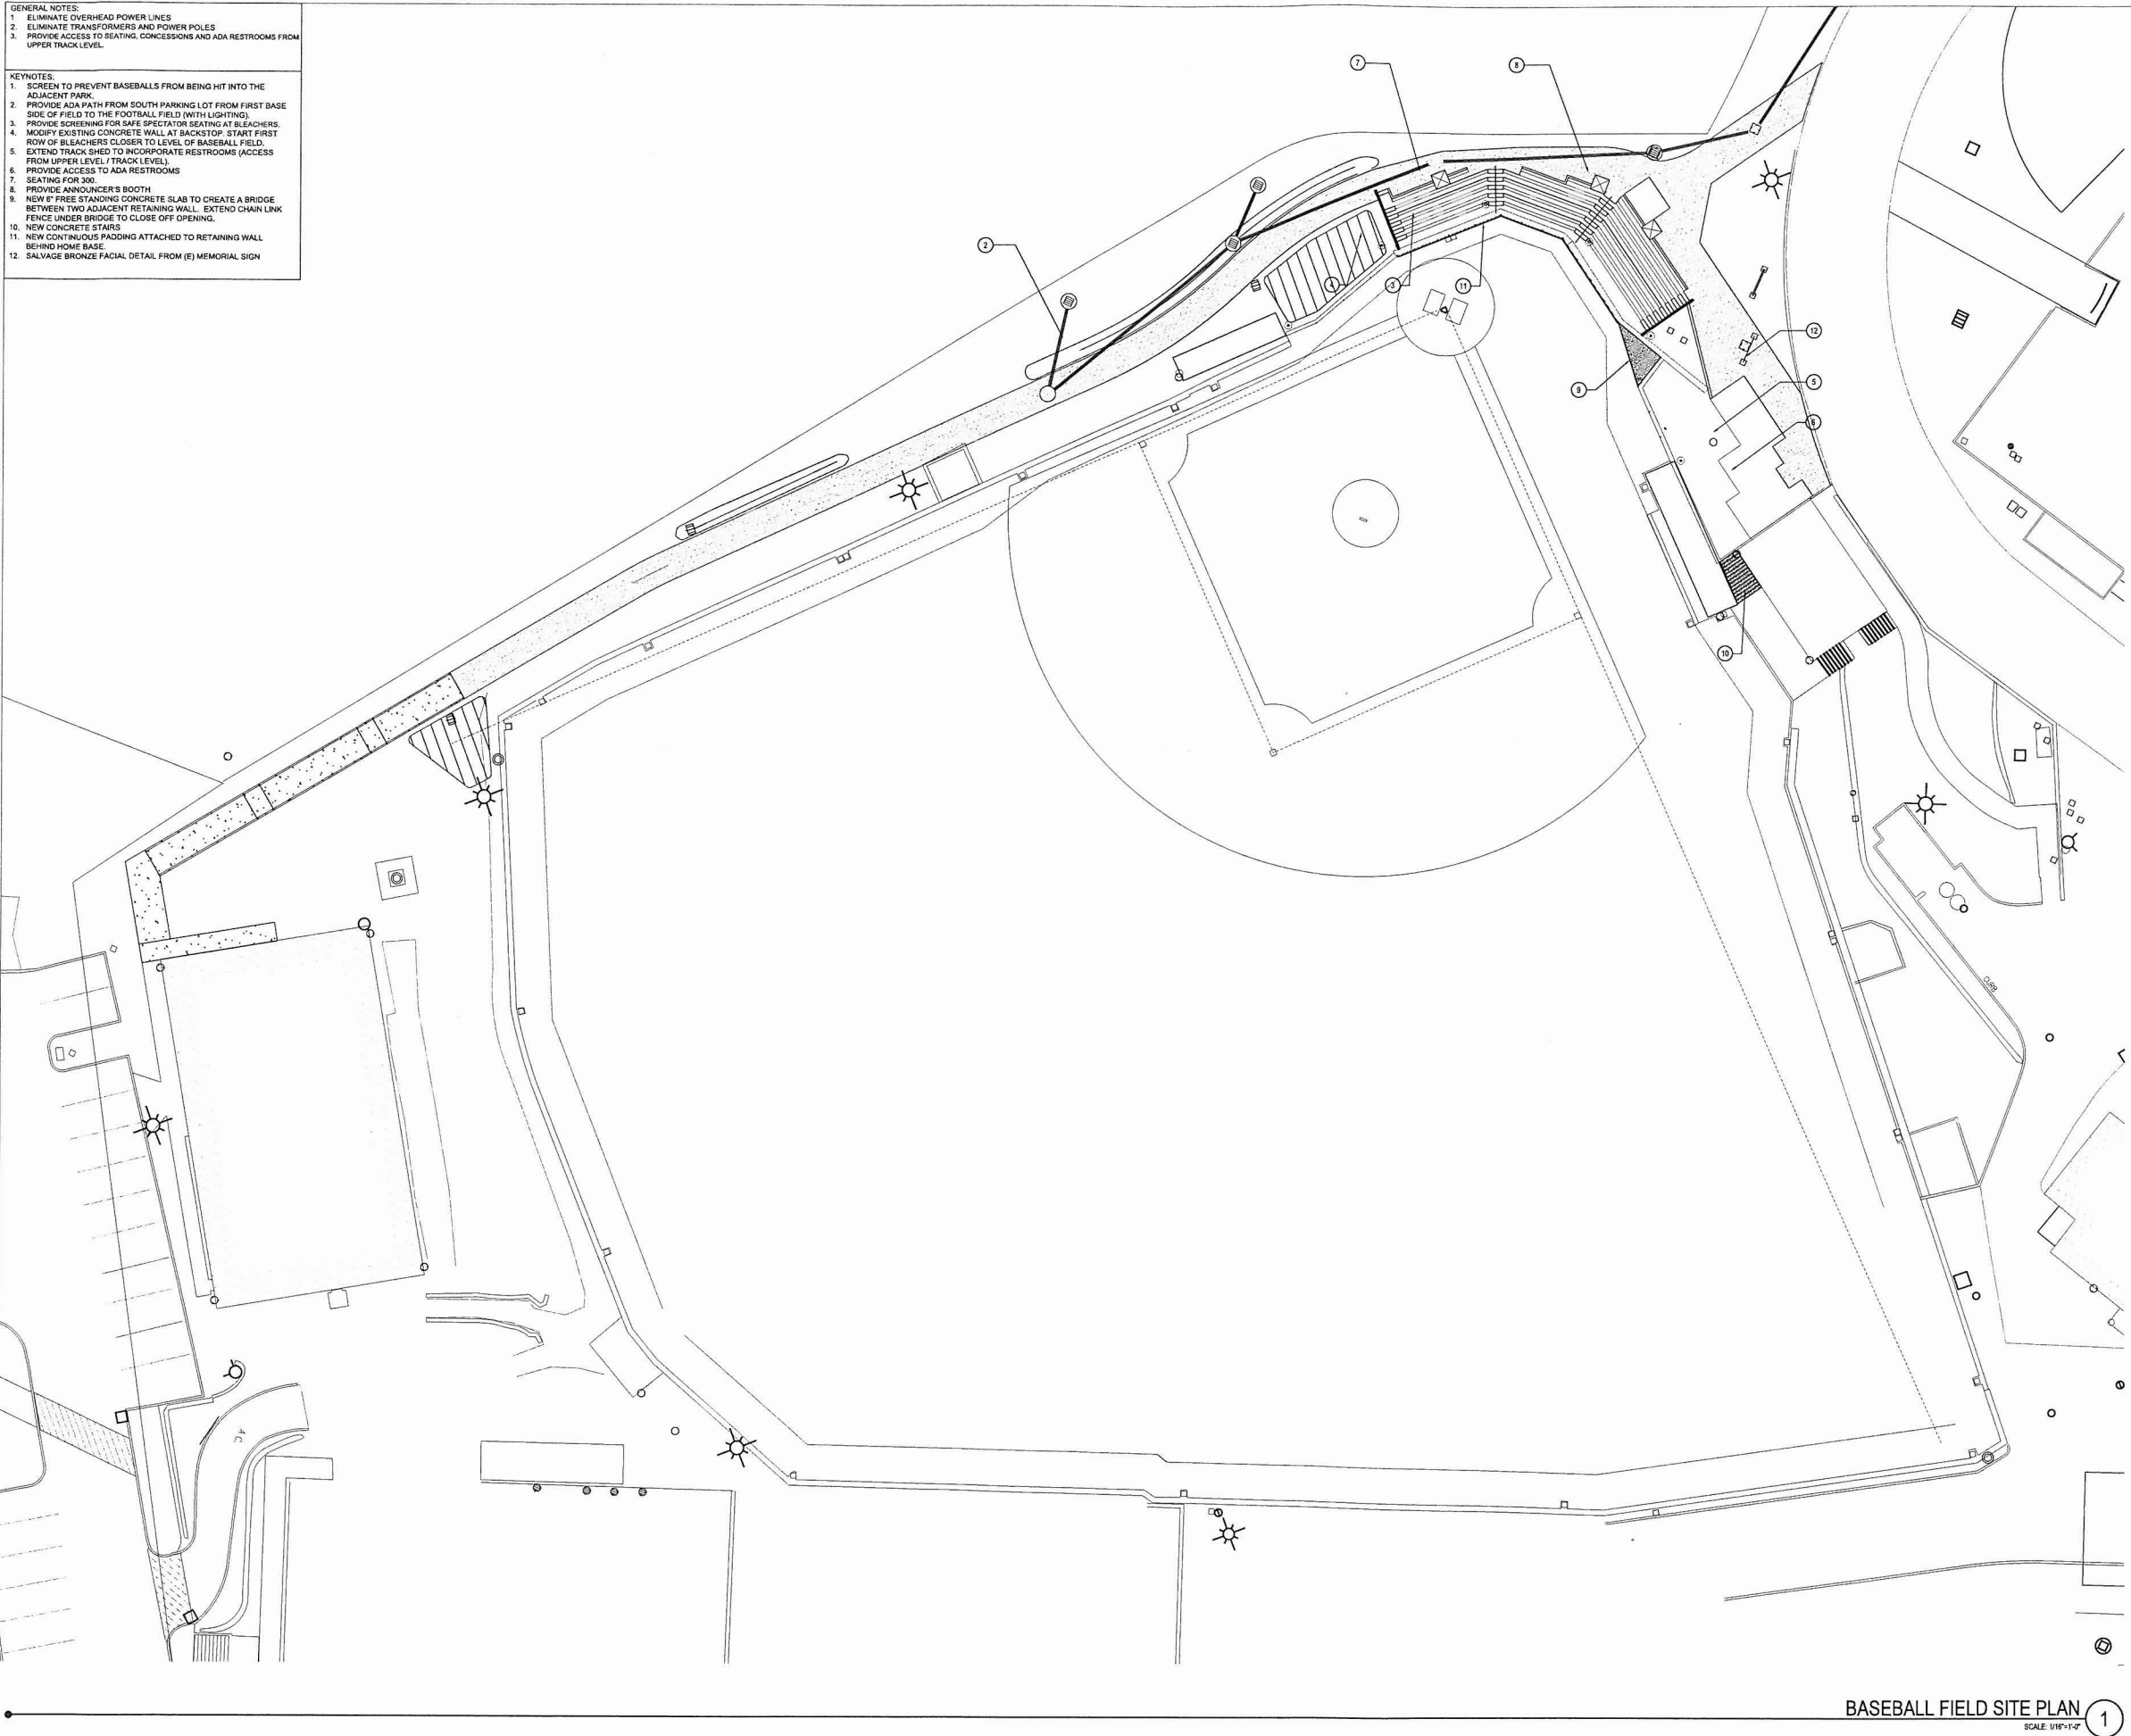 GENERAL NOTES:
1 ELIMINATE OVERHEAD POWER LINES
2. ELIMINATE TRANSFORMERS AND POWER POLES
3. PROVIDE ACCESS TO SEATING, CONCESSIONS AND ADA RESTROOMS FROM
UPPER TRACK LEVEL.
KEYNOTES:
1. SCREEN TO PREVENT BASEBALLS FROM BEING HIT INTO THE
ADJACENT PARK.
2. PROVIDE ADA PATH FROM SOUTH PARKING LOT FROM FIRST BASE
SIDE OF FIELD TO THE FOOTBALL FIELD (WITH LIGHTING).
3. PROVIDE SCREENING FOR SAFE SPECTATOR SEATING AT BLEACHERS.
4. MODIFY EXISTING CONCRETE WALL AT BACKSTOP. START FIRST
ROW OF BLEACHERS CLOSER TO LEVEL OF BASEBALL FIELD.
5. EXTEND TRACK SHED TO INCORPORATE RESTROOMS (ACCESS
FROM UPPER LEVEL / TRACK LEVEL).
6. PROVIDE ACCESS TO ADA RESTROOMS
7. SEATING FOR 300.
8. PROVIDE ANNOUNCER'S BOOTH
9. NEW 6" FREE STANDING CONCRETE SLAB TO CREATE A BRIDGE
BETWEEN TWO ADJACENT RETAINING WALL. EXTEND CHAIN LINK
FENCE UNDER BRIDGE TO CLOSE OFF OPENING.
10. NEW CONCRETE STAIRS
11. NEW CONTINUOUS PADDING ATTACHED TO RETAINING WALL
BEHIND HOME BASE.
12. SALVAGE BRONZE FACIAL DETAIL FROM (E) MEMORIAL SIGN
7
8
2
4
3
11
12
9
5
6
10
CURB
AC
BASEBALL FIELD SITE PLAN
1
SCALE: 1/16"=1'-0"